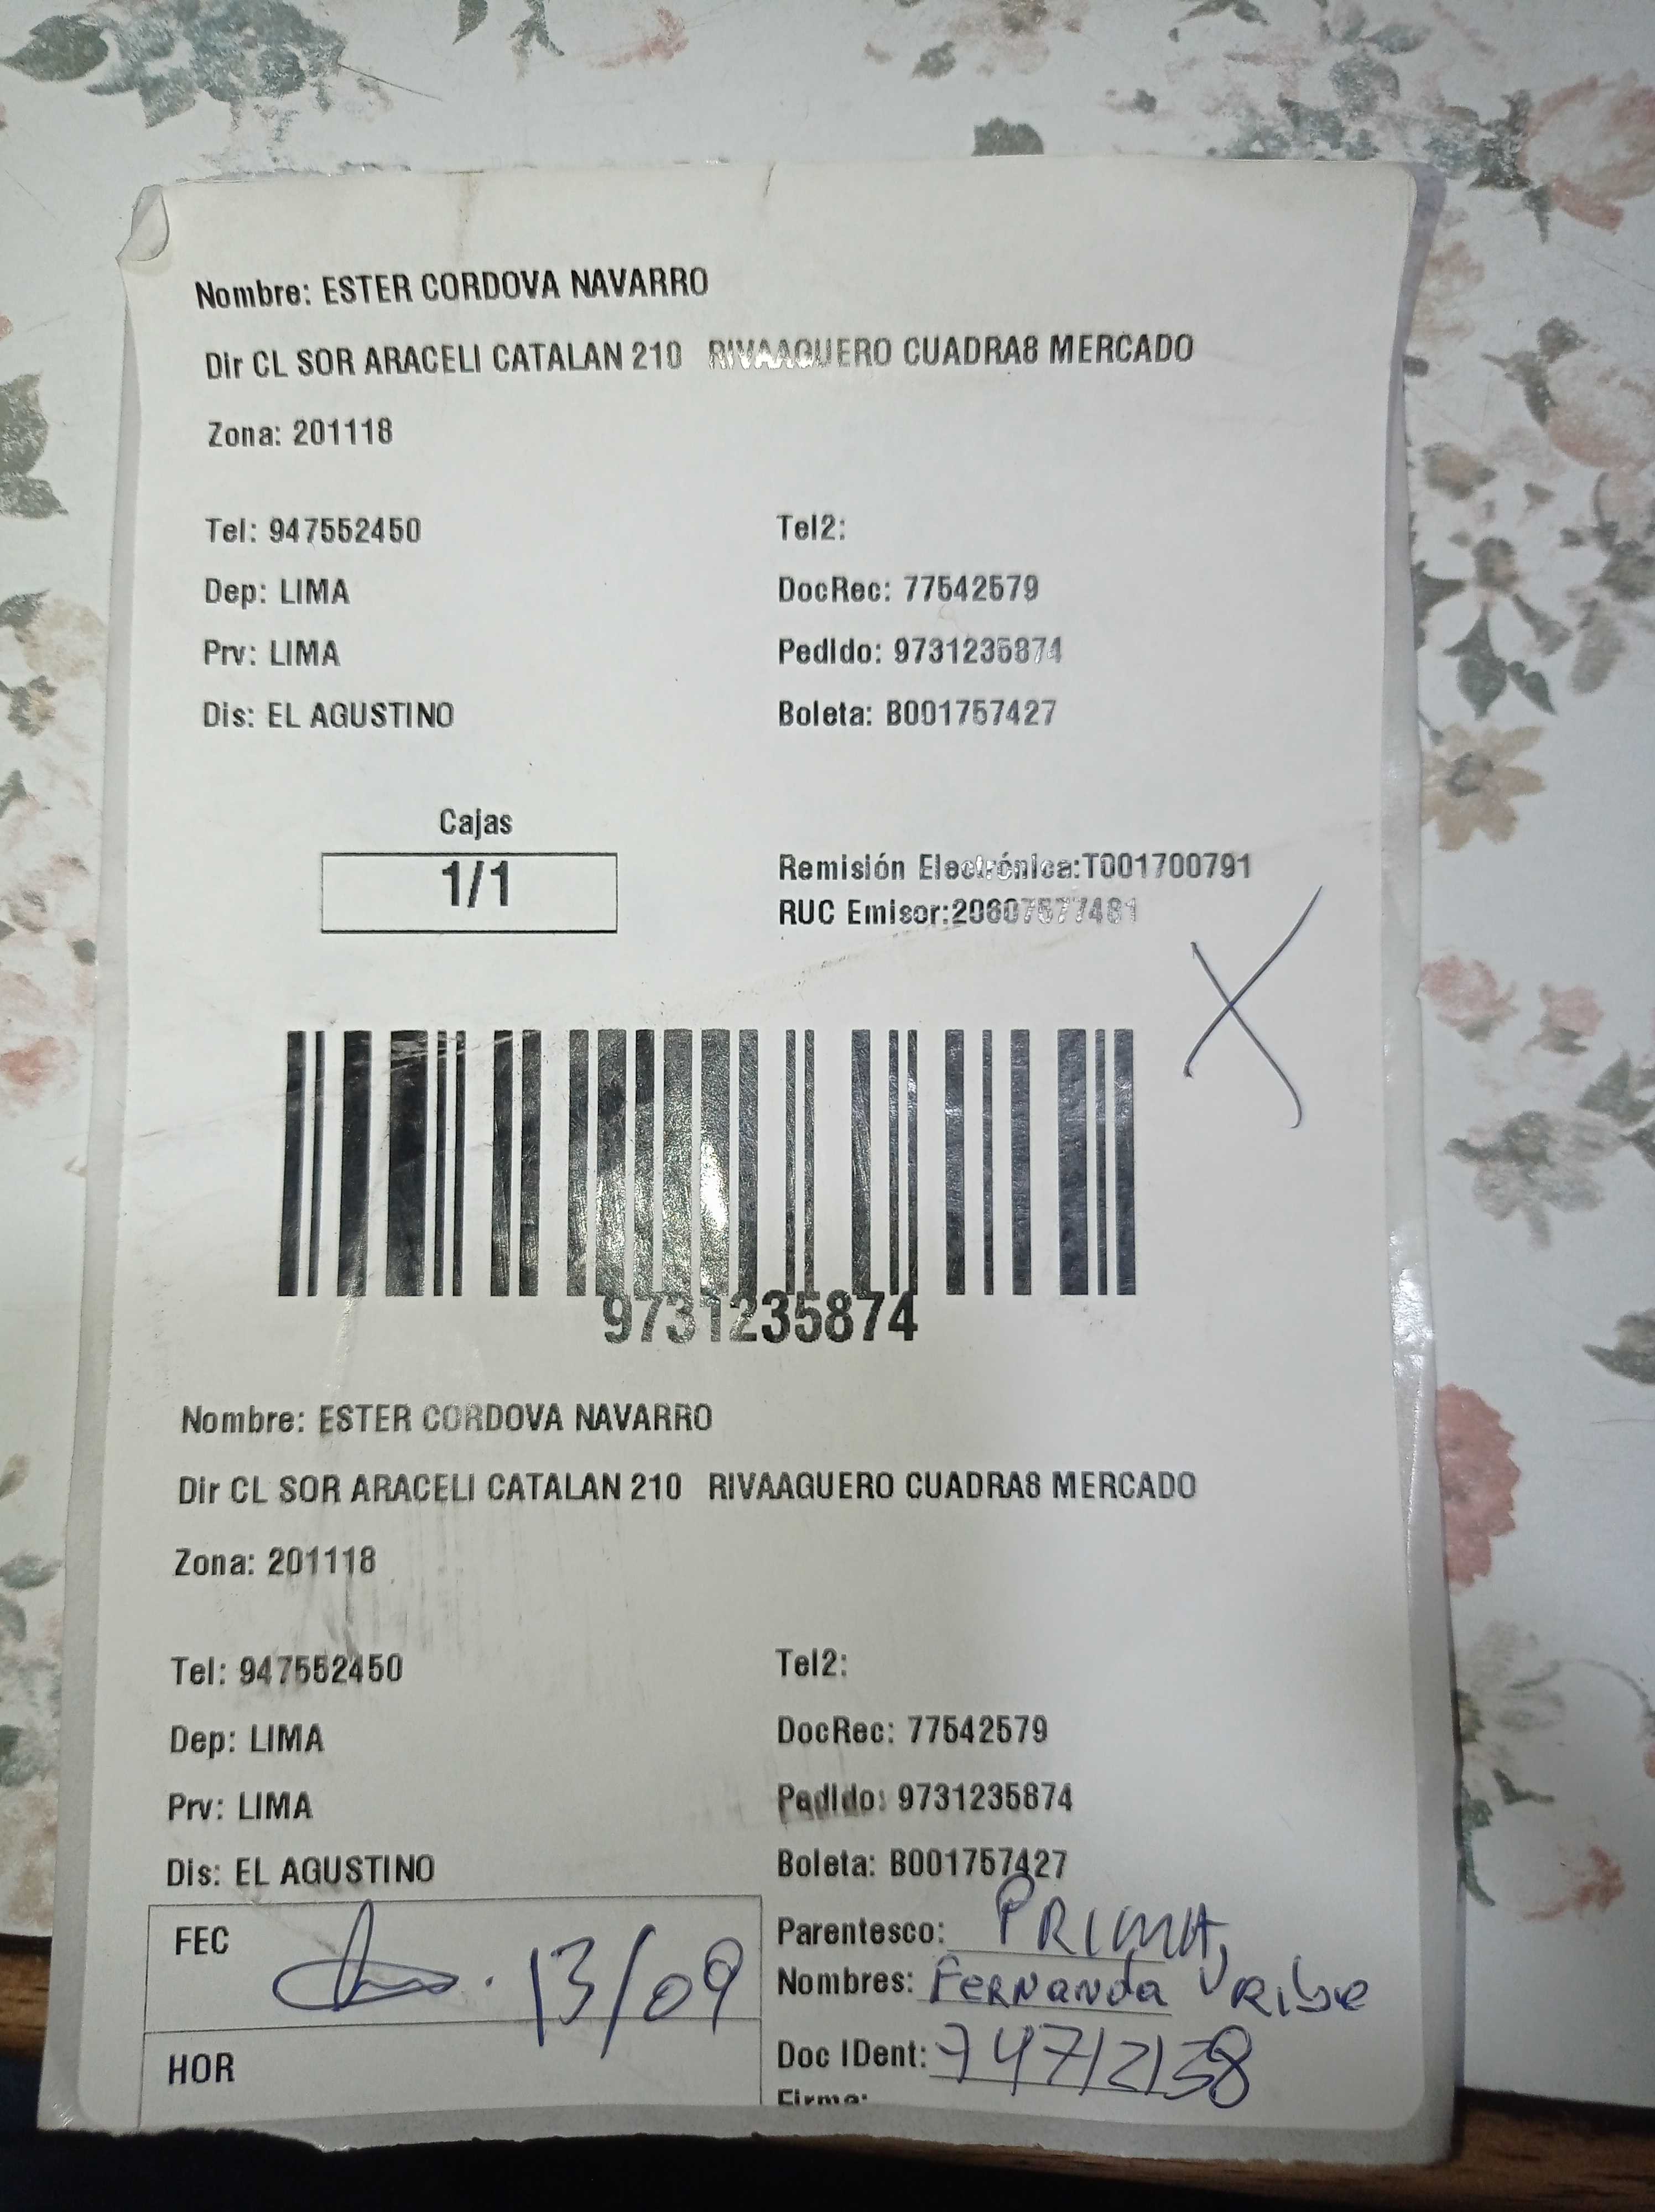 Nombre: ESTER CORDOVA NAVARRO
Dir CL SOR ARACELI CATALAN 210 RIVAAGUERO CUADRA8 MERCADO
Zona: 201118
Tel: 947552450
Tel2:
Dep: LIMA
DocRec: 77542579
Prv: LIMA
Pedido: 9731235874
Dis: EL AGUSTINO
Boleta: B001757427
Cajas
1/1
Remisión Electrónica:T001700791
RUC Emisor:20607577481
9731235874
Nombre: ESTER CORDOVA NAVARRO
Dir CL SOR ARACELI CATALAN 210 RIVAAGUERO CUADRA8 MERCADO
Zona: 201118
Tel: 947552450
Tel2:
Dep: LIMA
DocRec: 77542579
Prv: LIMA
Pedido: 9731235874
Dis: EL AGUSTINO
Boleta: B001757427
FEC 13/09
Parentesco: PRIMA,
Nombres: FERNANDA URIBE
HOR
Doc IDent: 74712138
Firma: